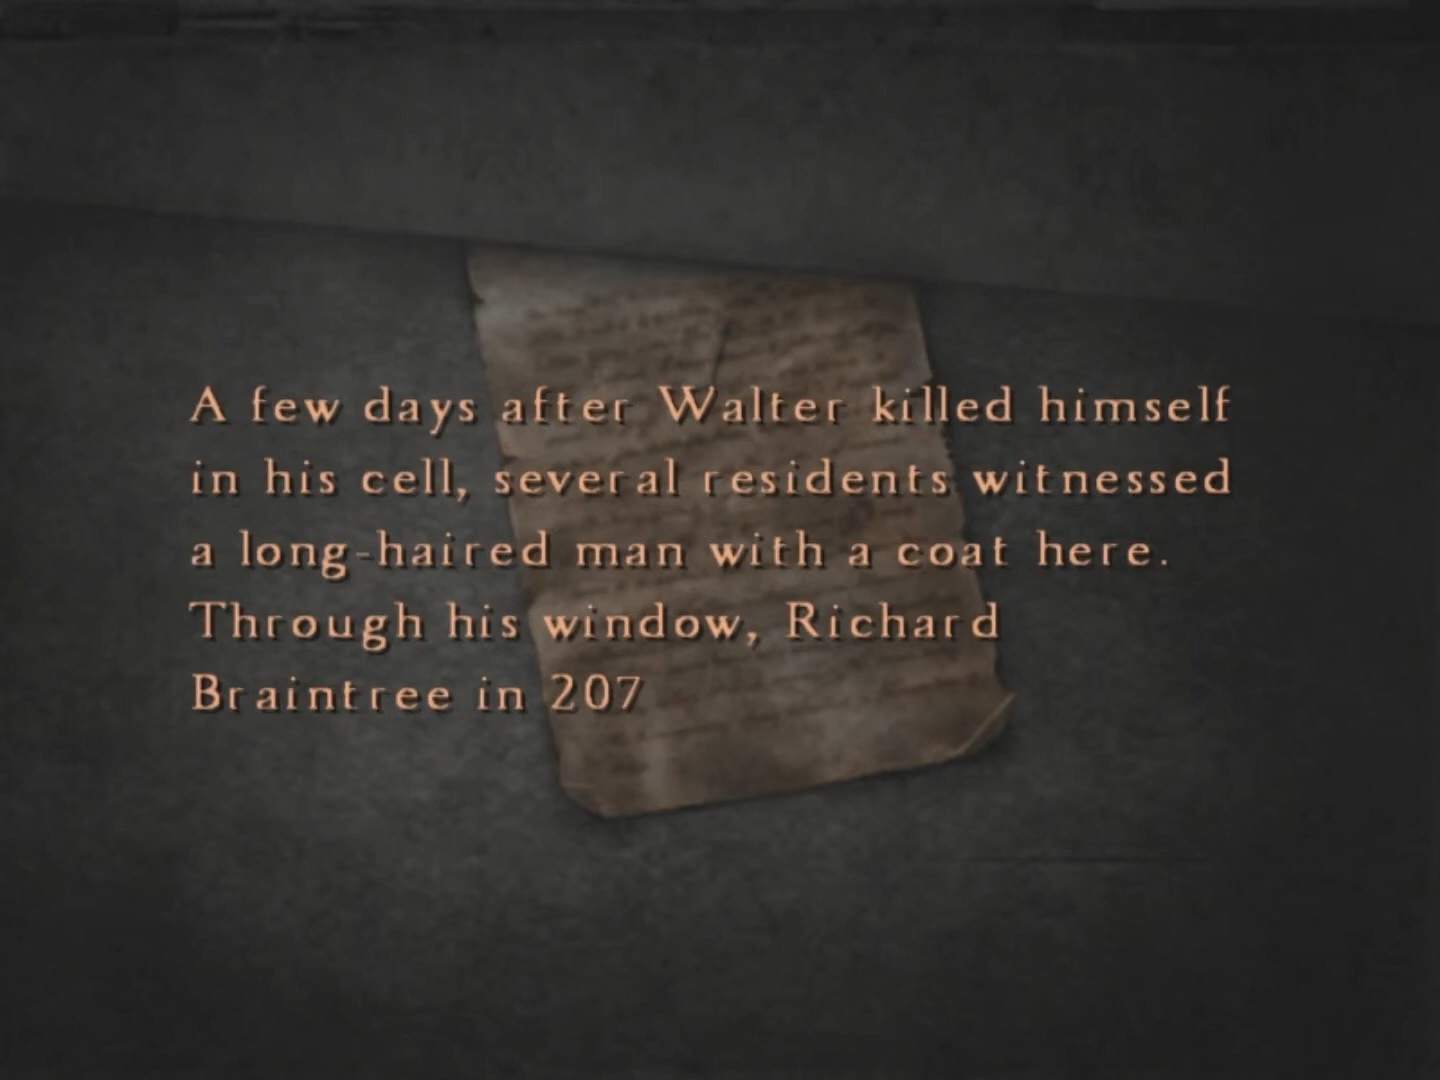 A few days after Walter killed himself
in his cell, several residents witnessed
a long-haired man with a coat here.
Through his window, Richard
Braintree in 207